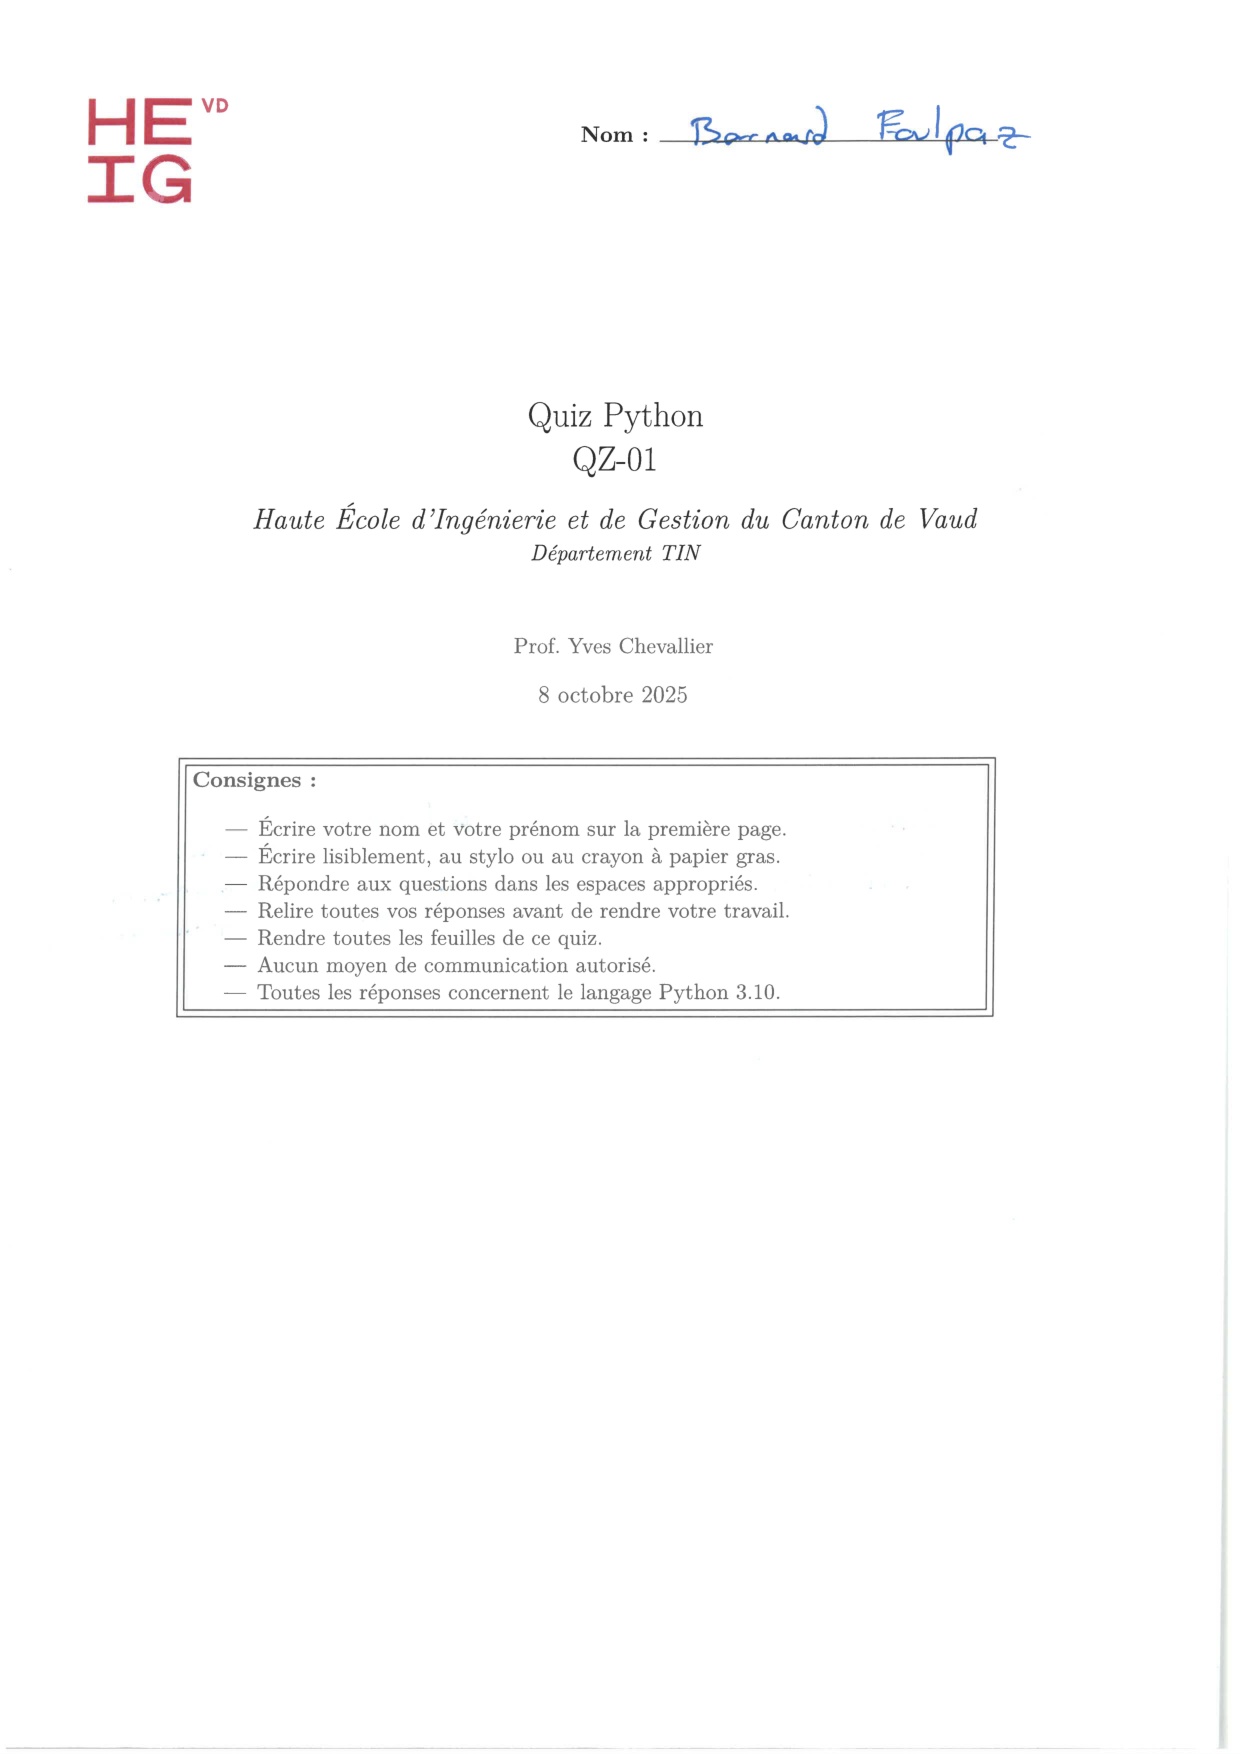 HE VD
IG
Nom : Barnard Foulpaz
Quiz Python
QZ-01
Haute École d'Ingénierie et de Gestion du Canton de Vaud
Département TIN
Prof. Yves Chevallier
8 octobre 2025
Consignes :
— Écrire votre nom et votre prénom sur la première page.
— Écrire lisiblement, au stylo ou au crayon à papier gras.
— Répondre aux questions dans les espaces appropriés.
— Relire toutes vos réponses avant de rendre votre travail.
— Rendre toutes les feuilles de ce quiz.
— Aucun moyen de communication autorisé.
— Toutes les réponses concernent le langage Python 3.10.